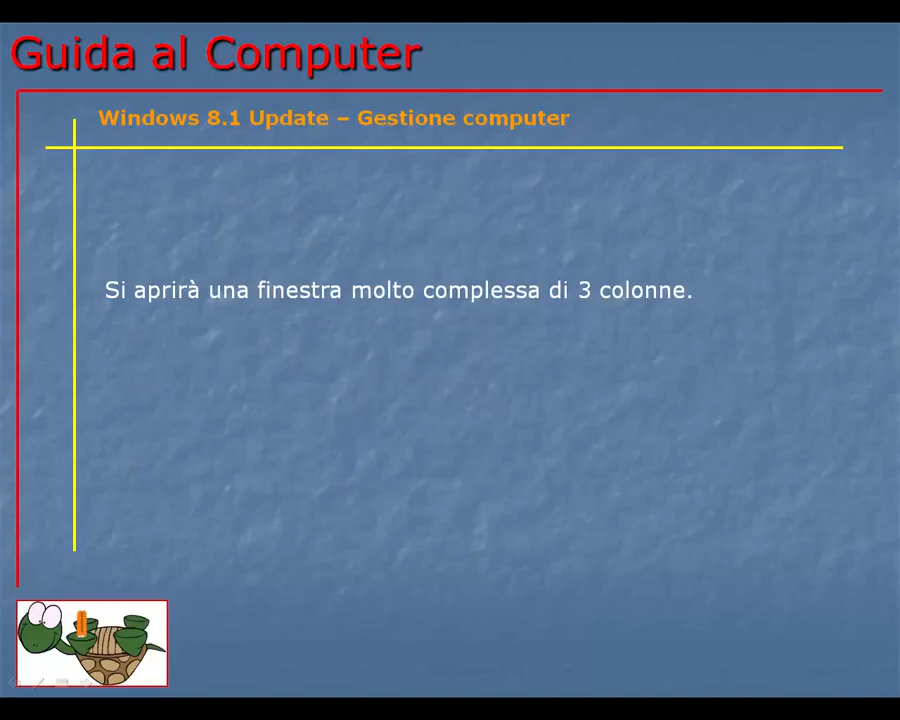 Guida al Computer
Windows 8.1 Update – Gestione computer
Si aprirà una finestra molto complessa di 3 colonne.